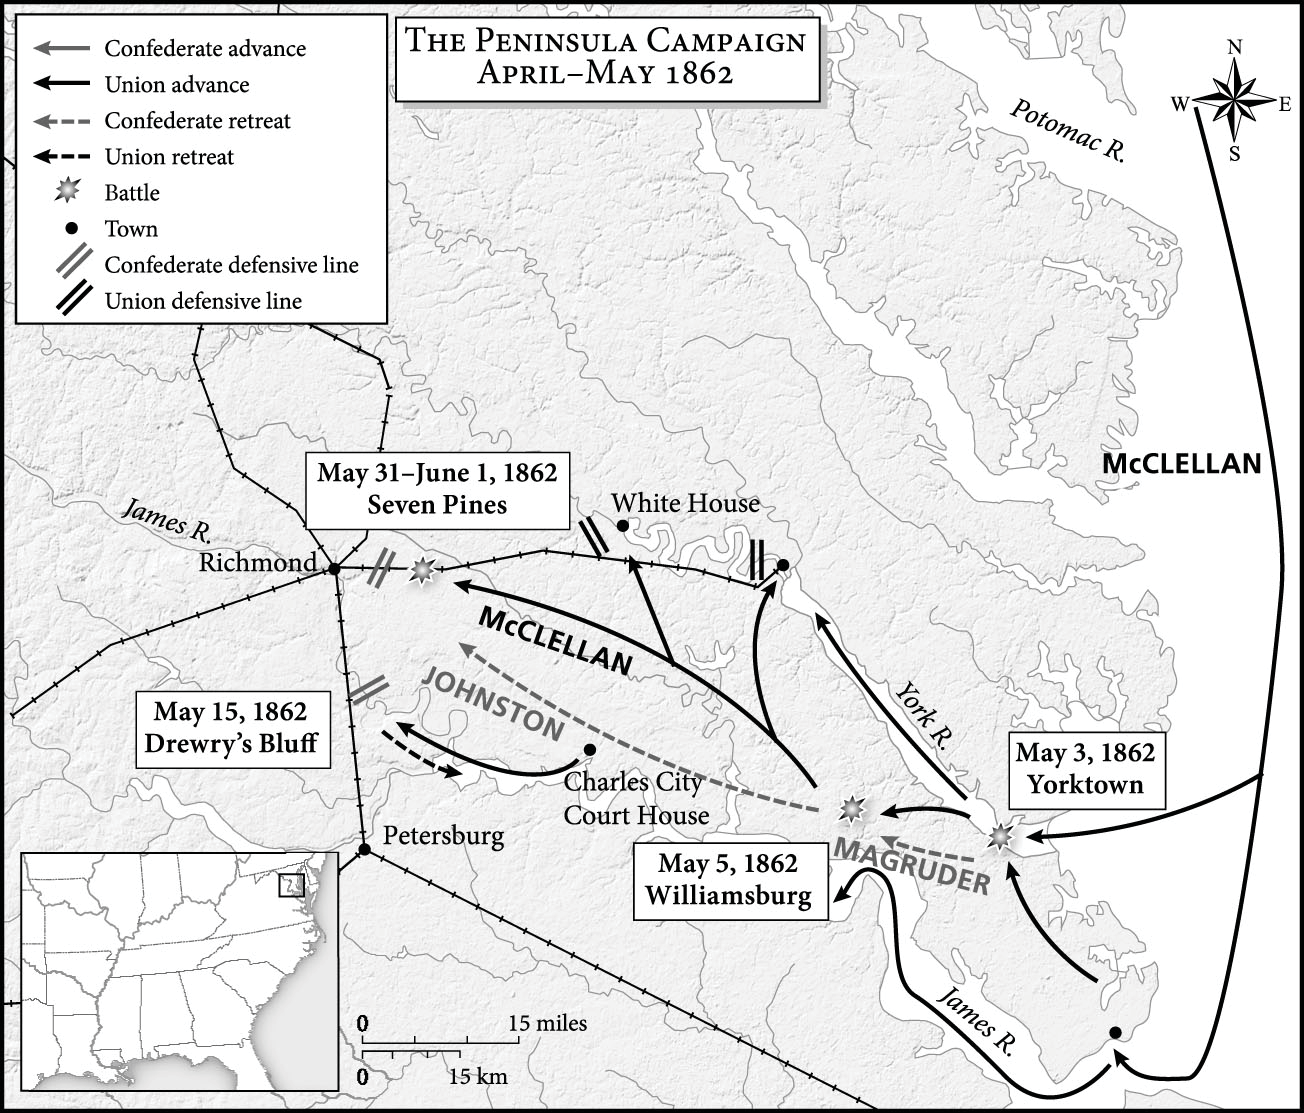 THE PENINSULA CAMPAIGN
APRIL–MAY 1862
Confederate advance
Union advance
Confederate retreat
Union retreat
Battle
Town
Confederate defensive line
Union defensive line
N
W
E
S
Potomac R.
McCLELLAN
May 31–June 1, 1862
Seven Pines
White House
James R.
Richmond
McCLELLAN
JOHNSTON
York R.
May 15, 1862
Drewry's Bluff
May 3, 1862
Yorktown
Charles City
Court House
Petersburg
MAGRUDER
May 5, 1862
Williamsburg
James R.
0
15 miles
0
15 km